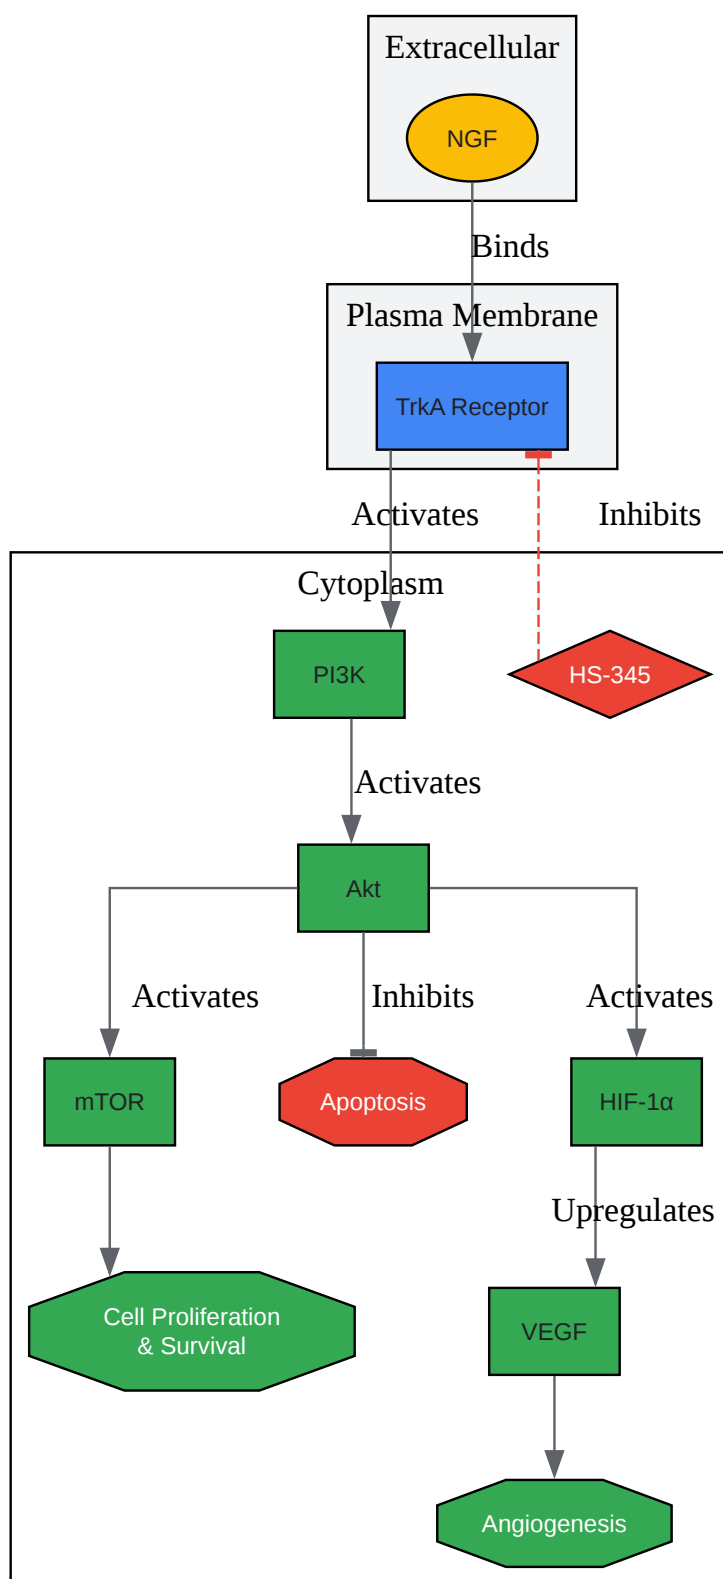 Extracellular
NGF
Binds
Plasma Membrane
TrkA Receptor
Activates
Inhibits
Cytoplasm
PI3K
HS-345
Activates
Akt
Activates
Inhibits
Activates
mTOR
Apoptosis
HIF-1α
Upregulates
Cell Proliferation
& Survival
VEGF
Angiogenesis